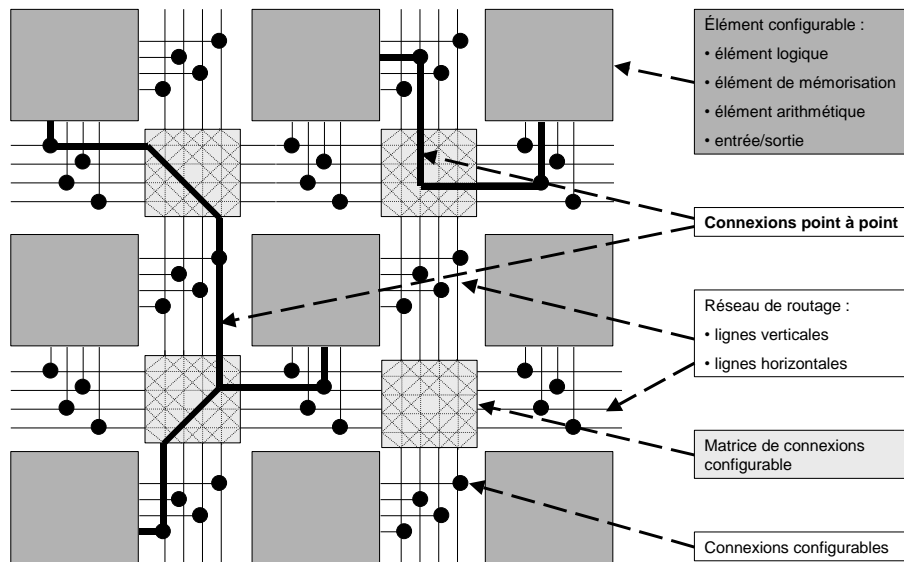 Élément configurable :
• élément logique
• élément de mémorisation
• élément arithmétique
• entrée/sortie
Connexions point à point
Réseau de routage :
• lignes verticales
• lignes horizontales
Matrice de connexions
configurable
Connexions configurables